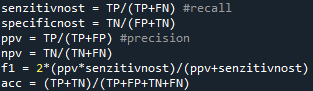 senzitivnost = TP/(TP+FN) #recall
specificnost = TN/(FP+TN)
ppv = TP/(TP+FP) #precision
npv = TN/(TN+FN)
f1 = 2*(ppv*senzitivnost)/(ppv+senzitivnost)
acc = (TP+TN)/(TP+FP+TN+FN)